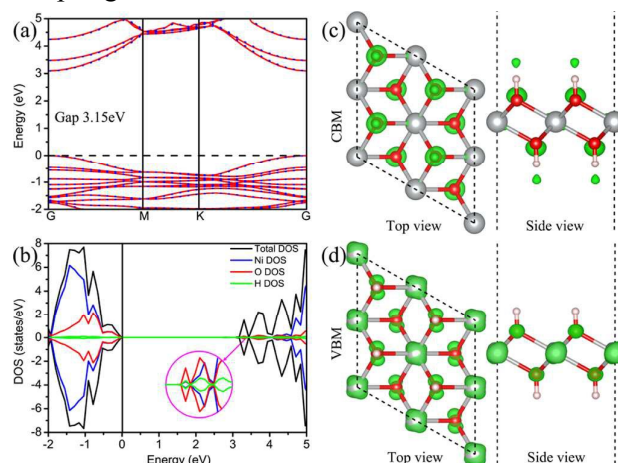 (a)
5
4
3
2
1
0
-1
-2
Energy (eV)
Gap 3.15eV
G M K G
(b)
8
6
4
2
0
-2
-4
-6
-8
DOS (states/eV)
Total DOS
Ni DOS
O DOS
H DOS
-2 -1 0 1 2 3 4 5
Energy (eV)
(c)
CBM
Top view Side view
(d)
VBM
Top view Side view